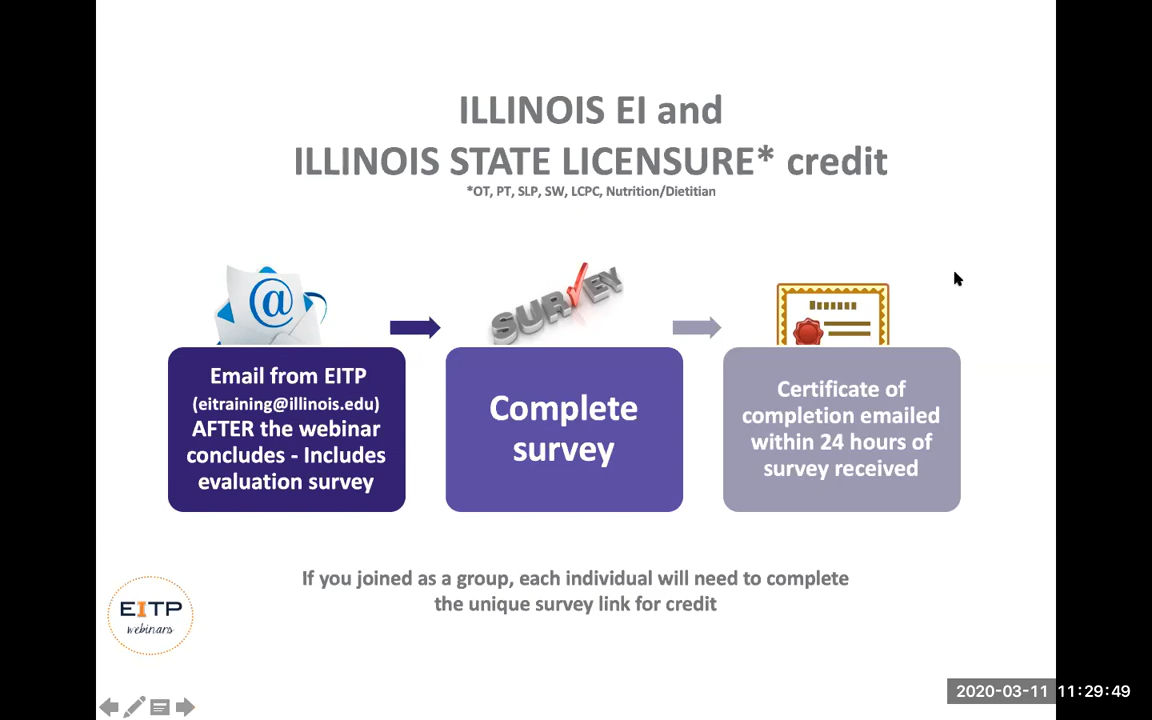 ILLINOIS EI and
ILLINOIS STATE LICENSURE* credit
*OT, PT, SLP, SW, LCPC, Nutrition/Dietitian
@
SURVEY
Email from EITP
(eitraining@illinois.edu)
AFTER the webinar
concludes - Includes
evaluation survey
Complete
survey
Certificate of
completion emailed
within 24 hours of
survey received
If you joined as a group, each individual will need to complete
the unique survey link for credit
EITP
webinars
2020-03-11 11:29:49